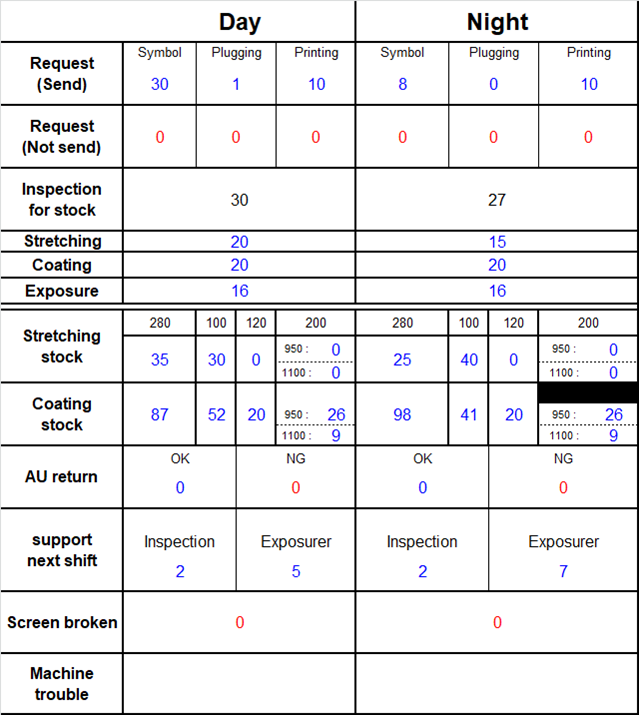 Day Night
Request (Send) Symbol Plugging Printing Symbol Plugging Printing
30 1 10 8 0 10
Request (Not send) 0 0 0 0 0 0
Inspection for stock 30 27
Stretching 20 15
Coating 20 20
Exposure 16 16
280 100 120 200 280 100 120 200
Stretching stock 35 30 0 950 : 0 25 40 0 950 : 0
1100 : 0 1100 : 0
Coating stock 87 52 20 950 : 26 98 41 20 950 : 26
1100 : 9 1100 : 9
AU return OK NG OK NG
0 0 0 0
support next shift Inspection Exposurer Inspection Exposurer
2 5 2 7
Screen broken 0 0
Machine trouble